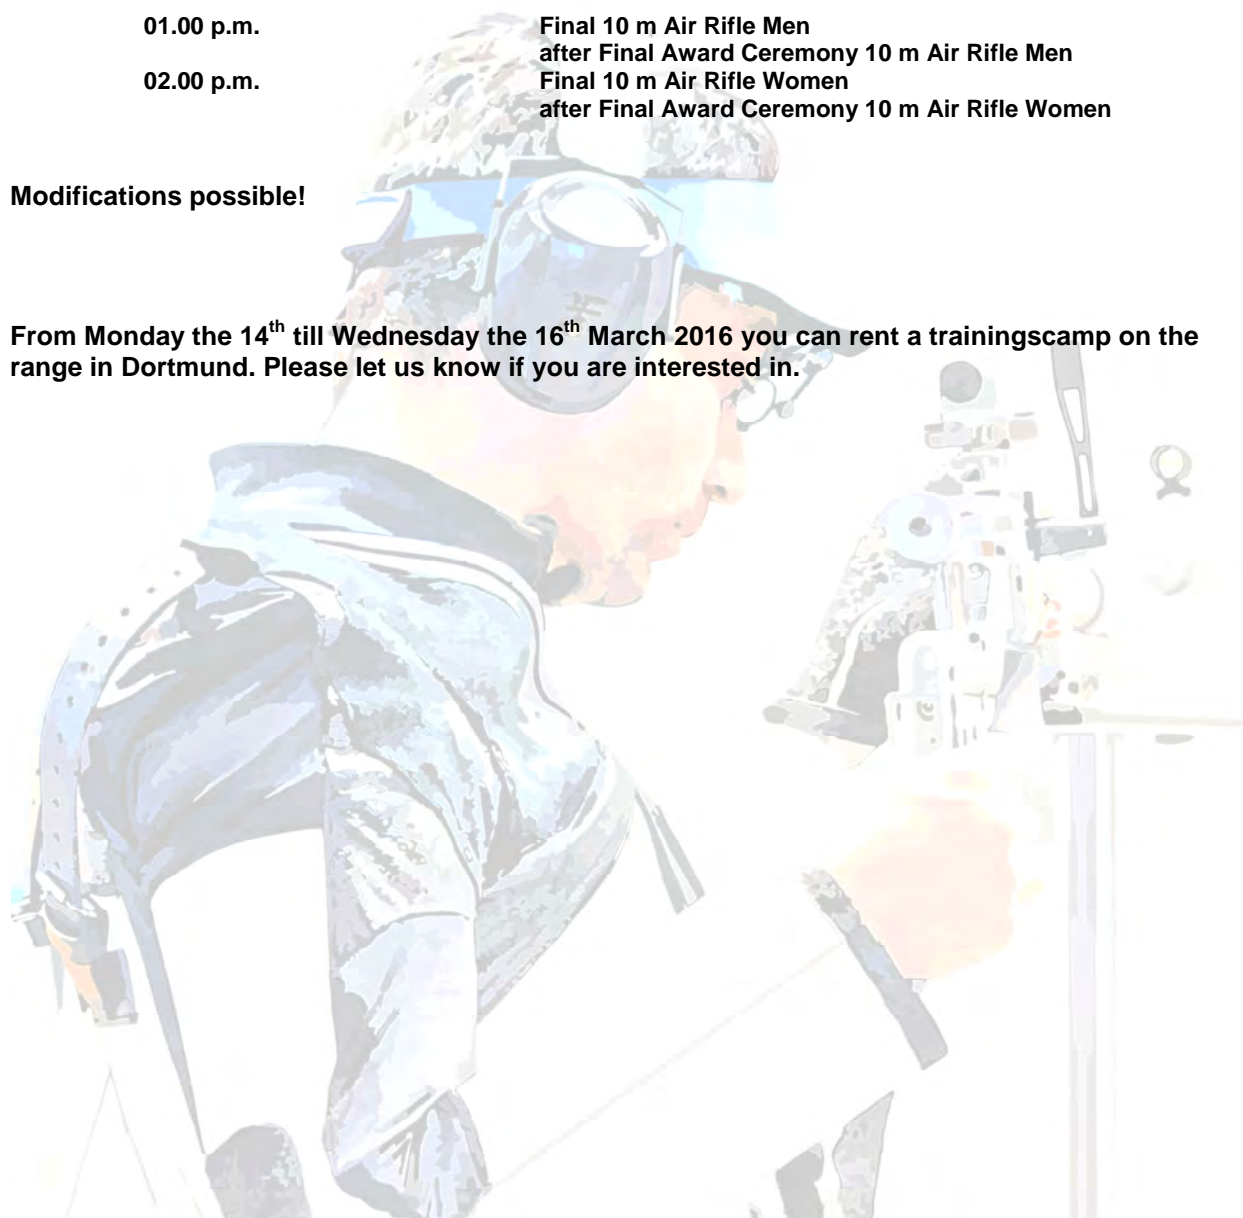 01.00 p.m. Final 10 m Air Rifle Men
after Final Award Ceremony 10 m Air Rifle Men
02.00 p.m. Final 10 m Air Rifle Women
after Final Award Ceremony 10 m Air Rifle Women
Modifications possible!
From Monday the 14th till Wednesday the 16th March 2016 you can rent a trainingscamp on the
range in Dortmund. Please let us know if you are interested in.